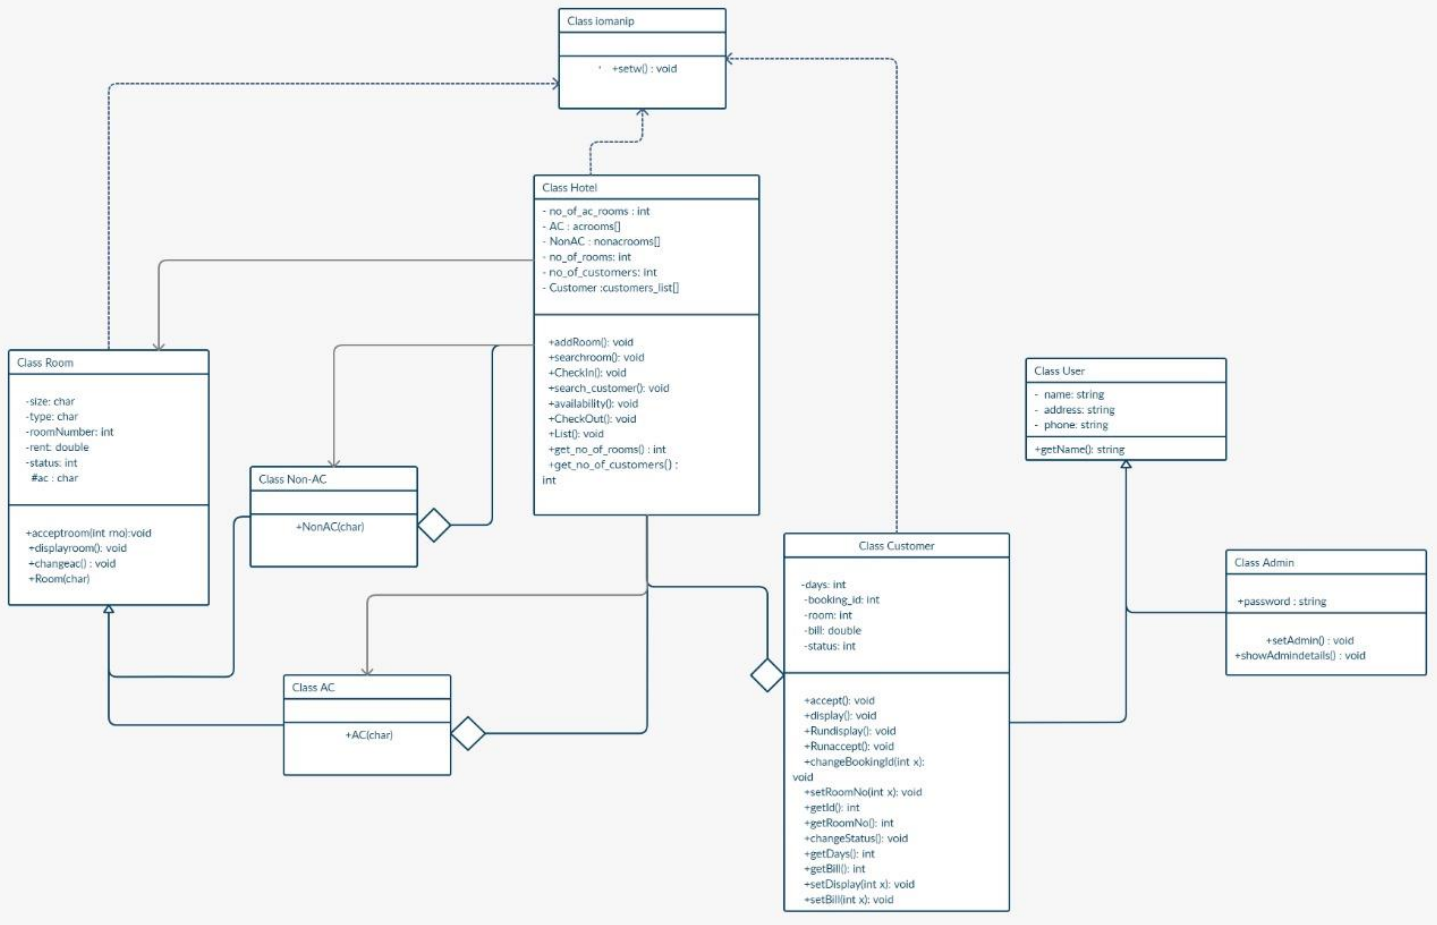 Class iomanip
+setw() : void
Class Hotel
- no_of_ac_rooms : int
- AC : acrooms[]
- NonAC : nonacrooms[]
- no_of_rooms: int
- no_of_customers: int
- Customer :customers_list[]
+addRoom(): void
+searchroom(): void
+CheckIn(): void
+search_customer(): void
+availability(): void
+CheckOut(): void
+List(): void
+get_no_of_rooms() : int
+get_no_of_customers() :
int
Class Room
-size: char
-type: char
-roomNumber: int
-rent: double
-status: int
#ac : char
+acceptroom(int rno):void
+displayroom(): void
+changeac() : void
+Room(char)
Class Non-AC
+NonAC(char)
Class AC
+AC(char)
Class Customer
-days: int
-booking_id: int
-room: int
-bill: double
-status: int
+accept(): void
+display(): void
+Rundisplay(): void
+Runaccept(): void
+changeBookingId(int x):
void
+setRoomNo(int x): void
+getId(): int
+getRoomNo(): int
+changeStatus(): void
+getDays(): int
+getBill(): int
+setDisplay(int x): void
+setBill(int x): void
Class User
- name: string
- address: string
- phone: string
+getName(): string
Class Admin
+password : string
+setAdmin() : void
+showAdmindetails() : void